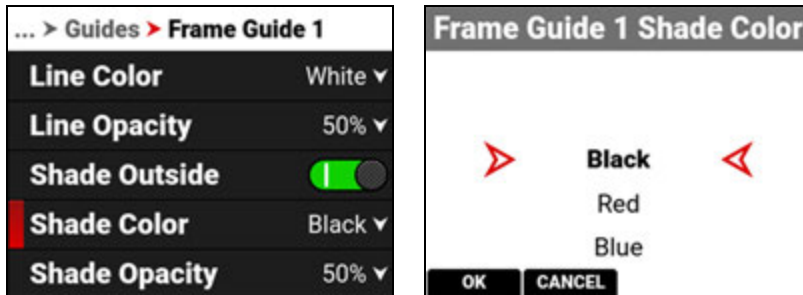 ... > Guides > Frame Guide 1
Line Color White
Line Opacity 50%
Shade Outside
Shade Color Black
Shade Opacity 50%
Frame Guide 1 Shade Color
Black
Red
Blue
OK CANCEL